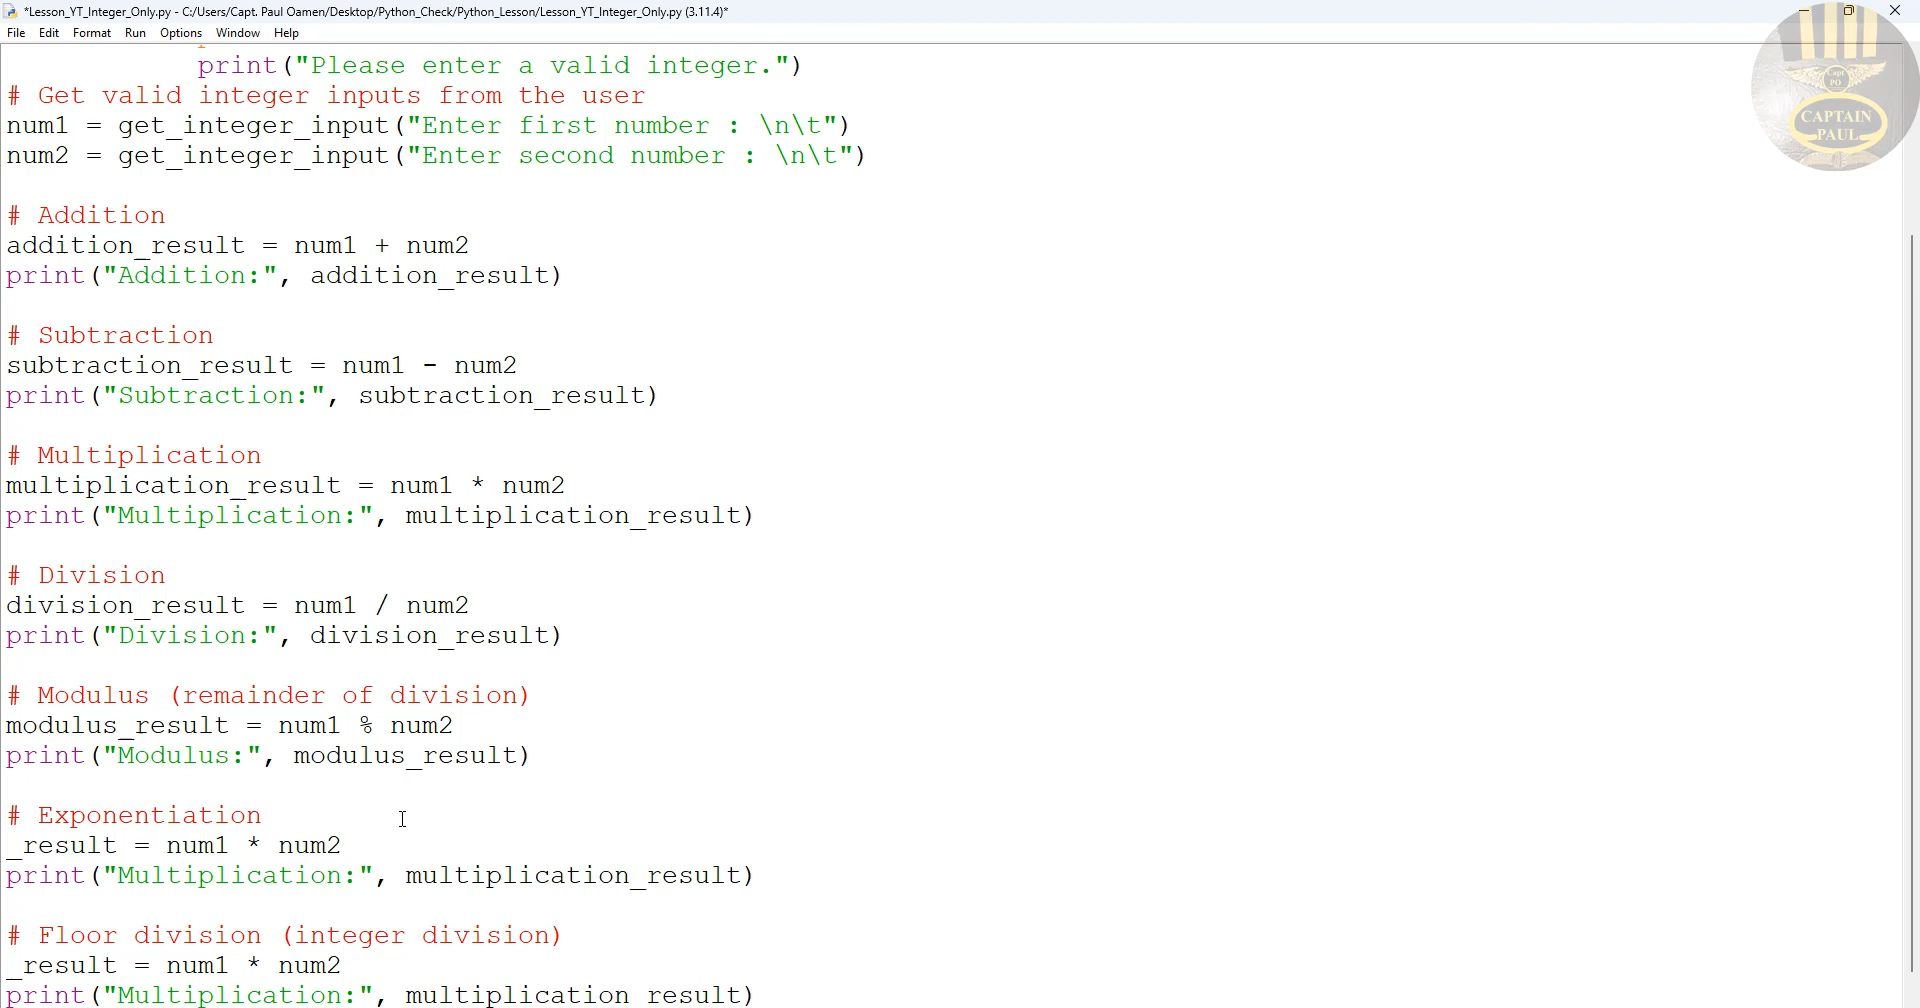 *Lesson_YT_Integer_Only.py - C:/Users/Capt. Paul Oamen/Desktop/Python_Check/Python_Lesson/Lesson_YT_Integer_Only.py (3.11.4)*
File Edit Format Run Options Window Help
print("Please enter a valid integer.")
# Get valid integer inputs from the user
num1 = get_integer_input("Enter first number : \n\t")
num2 = get_integer_input("Enter second number : \n\t")
# Addition
addition_result = num1 + num2
print("Addition:", addition_result)
# Subtraction
subtraction_result = num1 - num2
print("Subtraction:", subtraction_result)
# Multiplication
multiplication_result = num1 * num2
print("Multiplication:", multiplication_result)
# Division
division_result = num1 / num2
print("Division:", division_result)
# Modulus (remainder of division)
modulus_result = num1 % num2
print("Modulus:", modulus_result)
# Exponentiation
_result = num1 * num2
print("Multiplication:", multiplication_result)
# Floor division (integer division)
_result = num1 * num2
print("Multiplication:", multiplication_result)
Capt
PO
CAPTAIN
PAUL